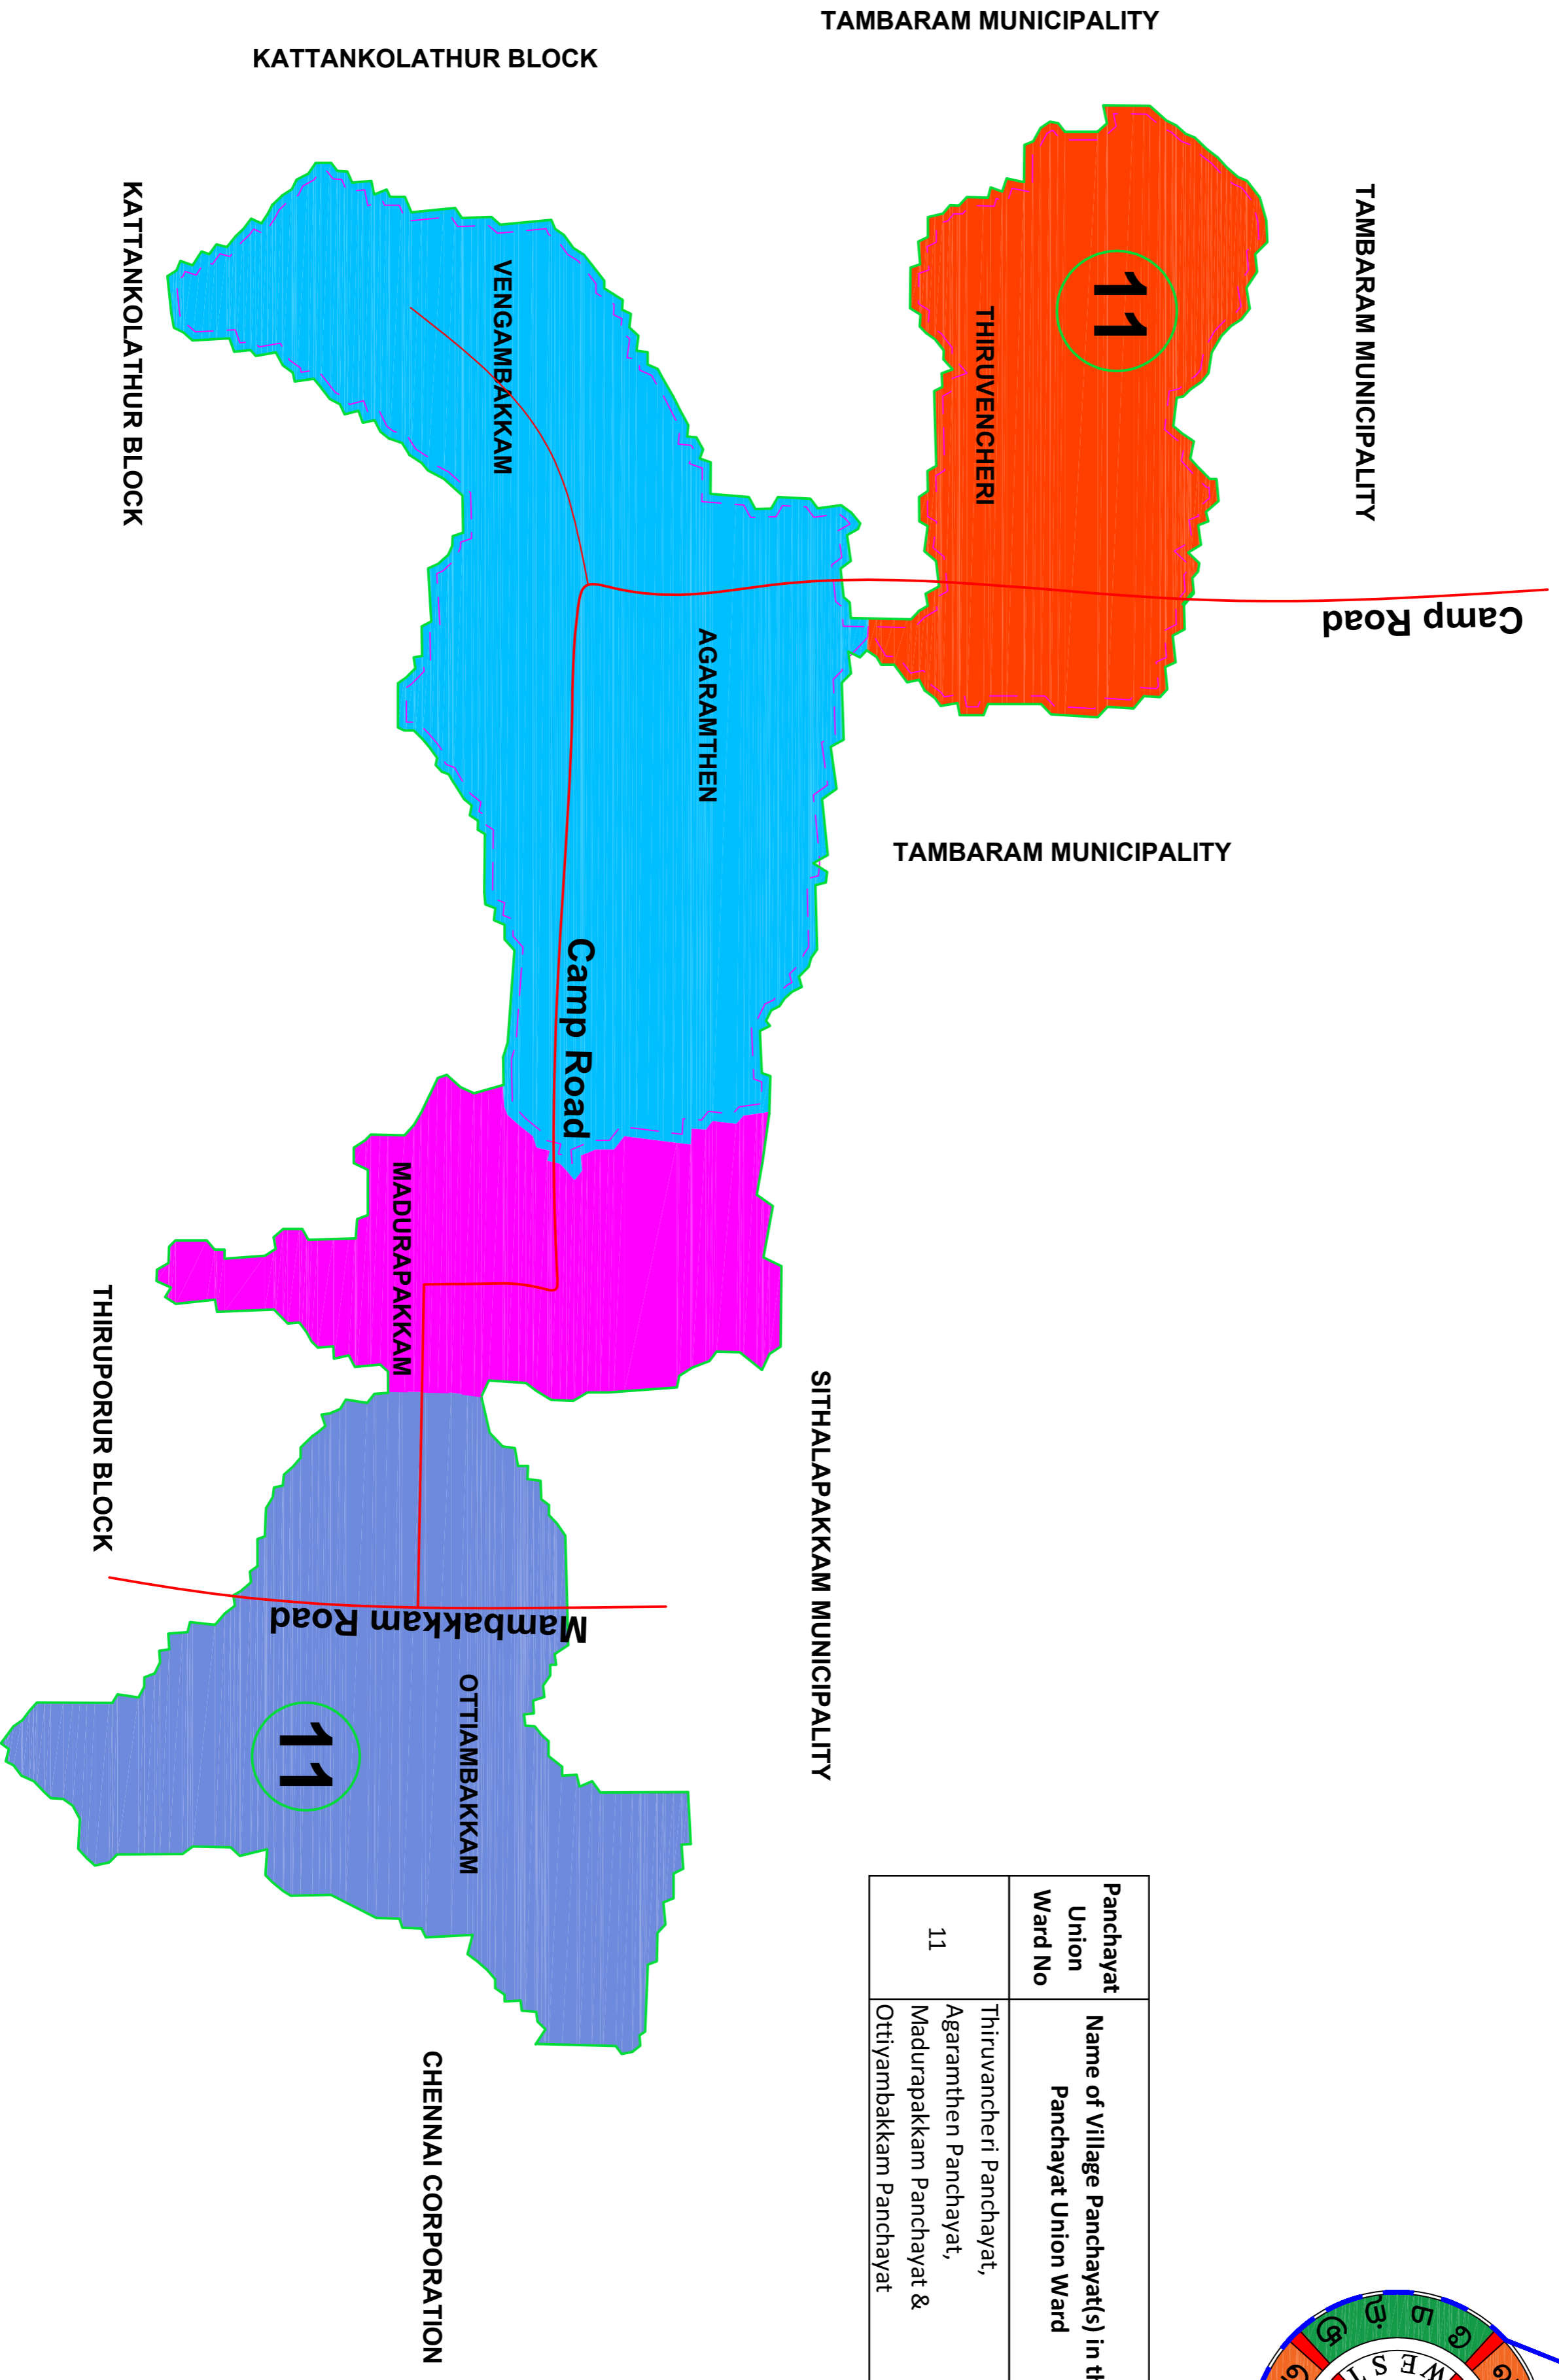 TAMBARAM MUNICIPALITY
KATTANKOLATHUR BLOCK
TAMBARAM MUNICIPALITY
KATTANKOLATHUR BLOCK
VENGAMBAKKAM
THIRUVENCHERI
11
Camp Road
AGARAMTHEN
TAMBARAM MUNICIPALITY
Camp Road
MADURAPAKKAM
THIRUPORUR BLOCK
SITHALAPAKKAM MUNICIPALITY
Mambakkam Road
OTTIAMBAKKAM
11
CHENNAI CORPORATION
Panchayat
Union
Ward No
Name of Village Panchayat(s) in
Panchayat Union Ward
11
Thiruvancheri Panchayat,
Agaramthen Panchayat,
Madurapakkam Panchayat &
Ottiyambakkam Panchayat
WEST